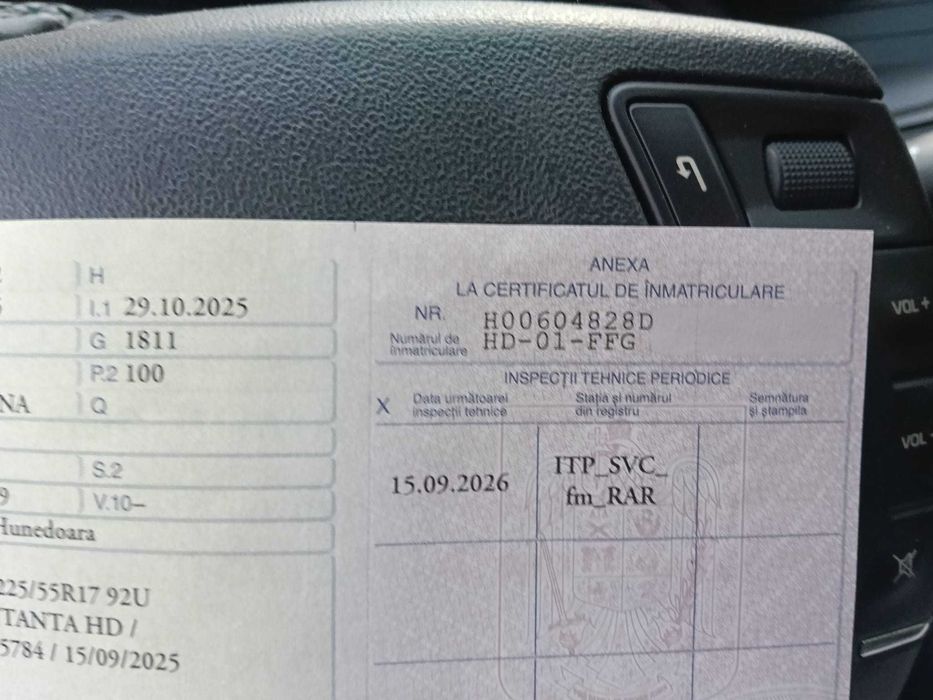 H
I.1 29.10.2025
G 1811
P.2 100
NA
Q
S.2
9
V.10–
Hunedoara
225/55R17 92U
TANTA HD /
5784 / 15/09/2025
ANEXA
LA CERTIFICATUL DE ÎNMATRICULARE
NR. H00604828D
Numărul de înmatriculare HD-01-FFG
INSPECȚII TEHNICE PERIODICE
X
Data următoarei
inspecții tehnice
Stația și numărul
din registru
Semnătura
și ștampila
15.09.2026
ITP_SVC_
fm_RAR
VOL +
VOL -